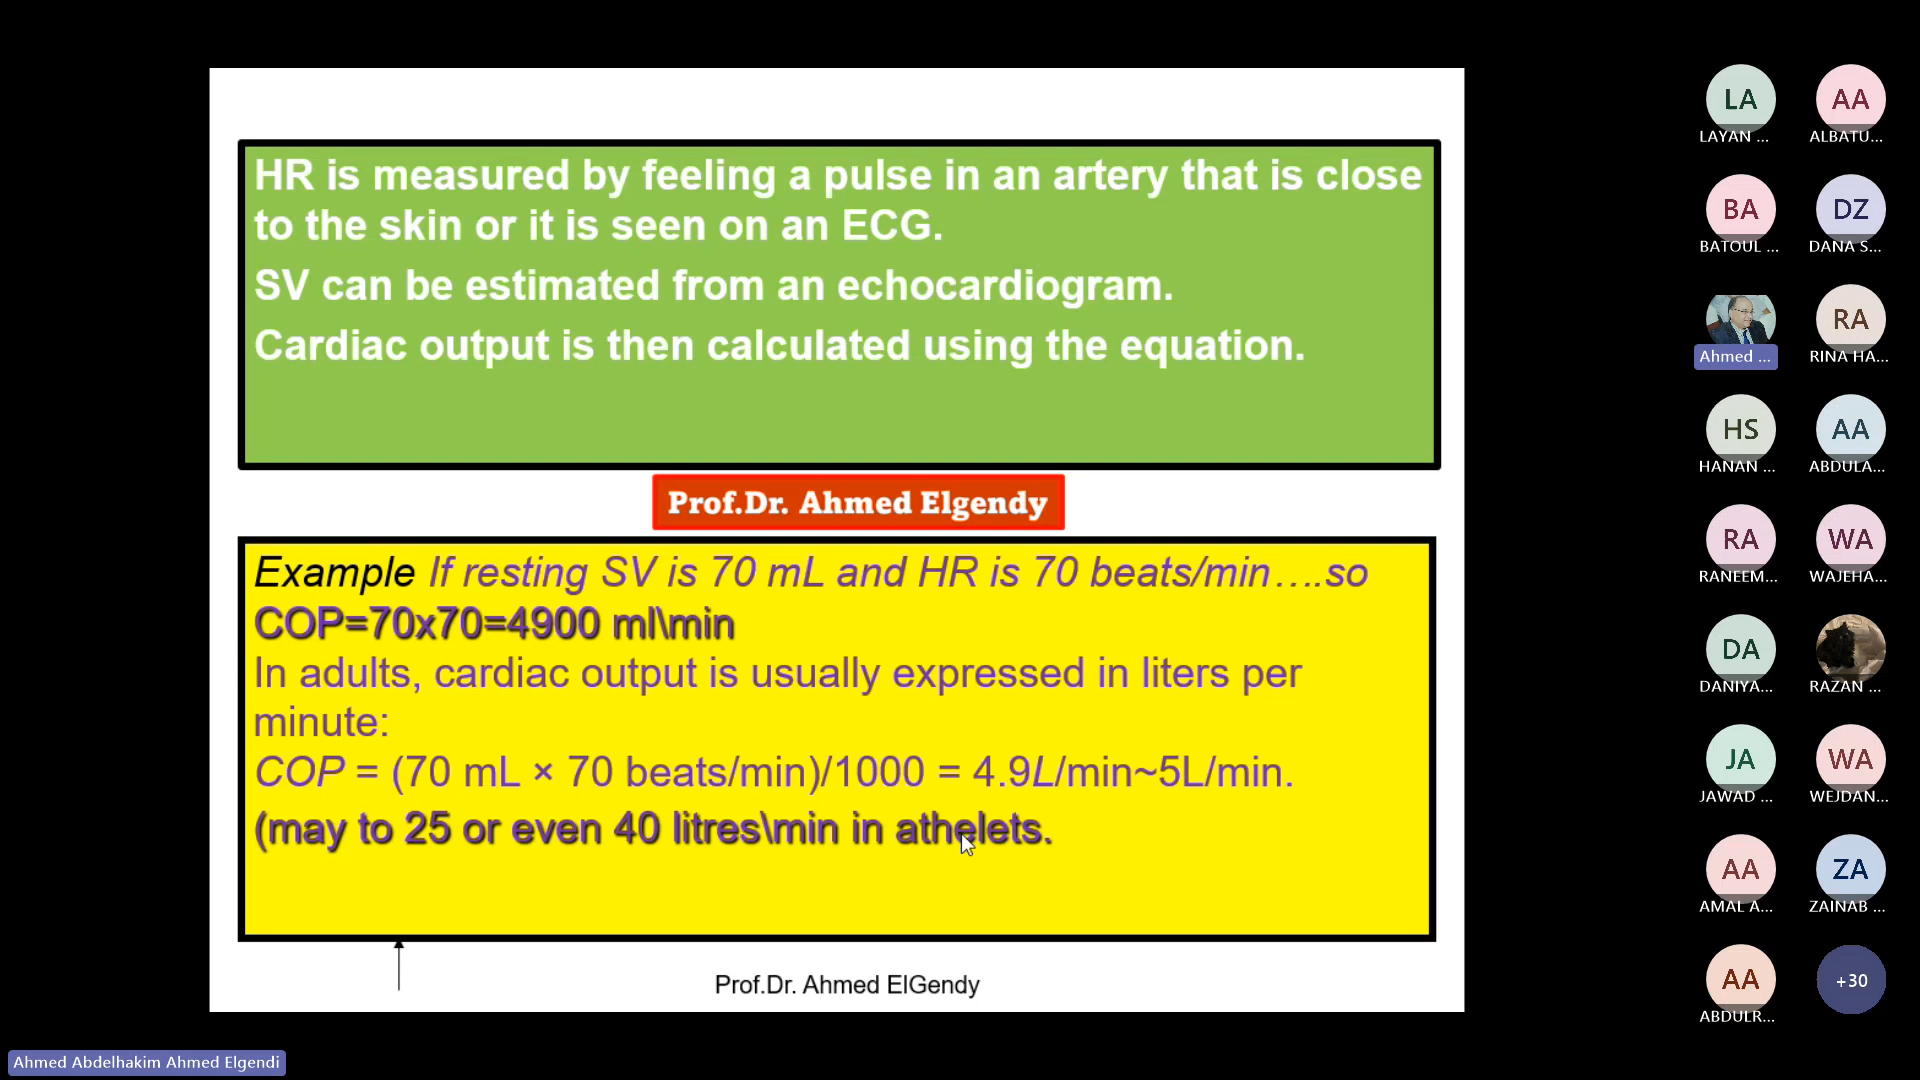 HR is measured by feeling a pulse in an artery that is close
to the skin or it is seen on an ECG.
SV can be estimated from an echocardiogram.
Cardiac output is then calculated using the equation.
Prof.Dr. Ahmed Elgendy
Example If resting SV is 70 mL and HR is 70 beats/min….so
COP=70x70=4900 ml\min
In adults, cardiac output is usually expressed in liters per
minute:
COP = (70 mL × 70 beats/min)/1000 = 4.9L/min~5L/min.
(may to 25 or even 40 litres\min in athelets.
Prof.Dr. Ahmed ElGendy
Ahmed Abdelhakim Ahmed Elgendi
LA
LAYAN ...
AA
ALBATU...
BA
BATOUL ...
DZ
DANA S...
Ahmed ...
RA
RINA HA...
HS
HANAN ...
AA
ABDULA...
RA
RANEEM...
WA
WAJEHA...
DA
DANIYA...
RAZAN ...
JA
JAWAD ...
WA
WEJDAN...
AA
AMAL A...
ZA
ZAINAB ...
AA
ABDULR...
+30